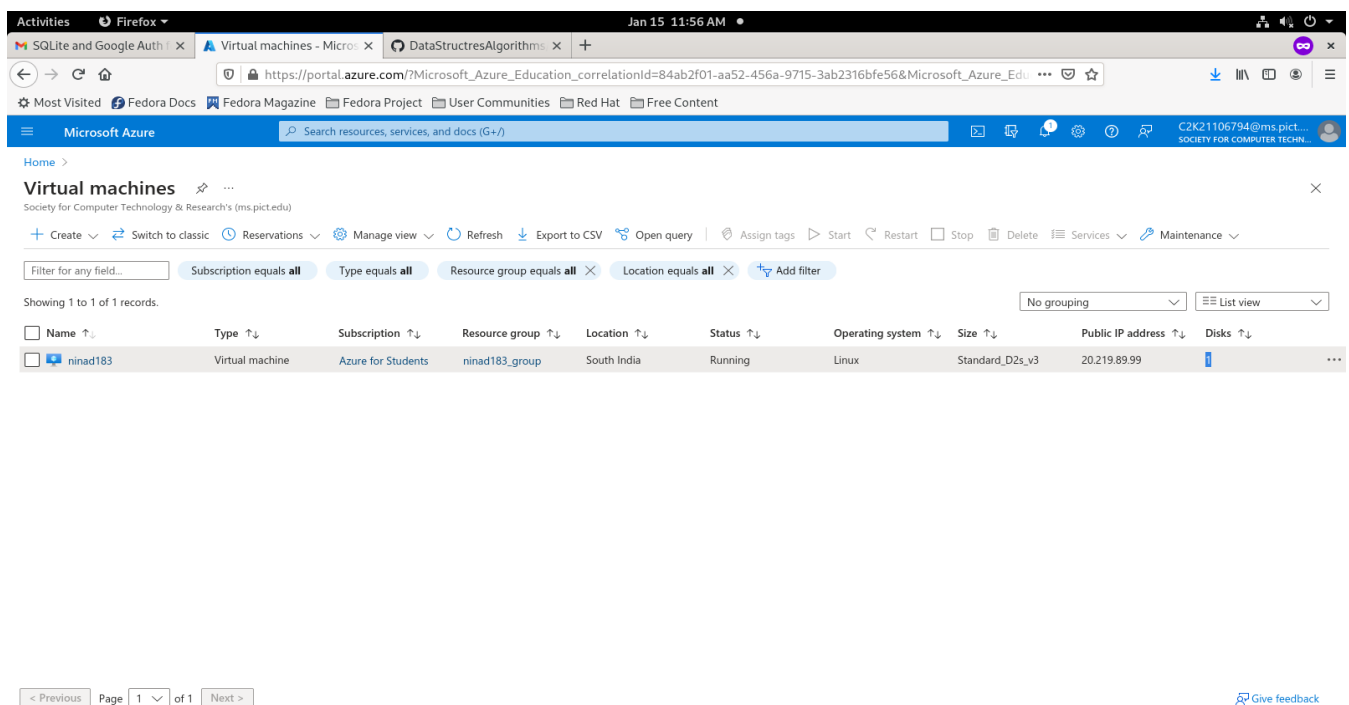 Activities Firefox Jan 15 11:56 AM
SQLite and Google Auth Virtual machines - Micros DataStructresAlgorithms
https://portal.azure.com/?Microsoft_Azure_Education_correlationId=84ab2f01-aa52-456a-9715-3ab2316bfe56&Microsoft_Azure_Edu
Most Visited Fedora Docs Fedora Magazine Fedora Project User Communities Red Hat Free Content
Microsoft Azure Search resources, services, and docs (G+/) 1 C2K21106794@ms.pict....
SOCIETY FOR COMPUTER TECHN...
Home >
Virtual machines ...
Society for Computer Technology & Research's (ms.pict.edu)
Create Switch to classic Reservations Manage view Refresh Export to CSV Open query Assign tags Start Restart Stop Delete Services Maintenance
Filter for any field... Subscription equals all Type equals all Resource group equals all Location equals all Add filter
Showing 1 to 1 of 1 records. No grouping List view
Name Type Subscription Resource group Location Status Operating system Size Public IP address Disks
ninad183 Virtual machine Azure for Students ninad183_group South India Running Linux Standard_D2s_v3 20.219.89.99 1
< Previous Page 1 of 1 Next > Give feedback